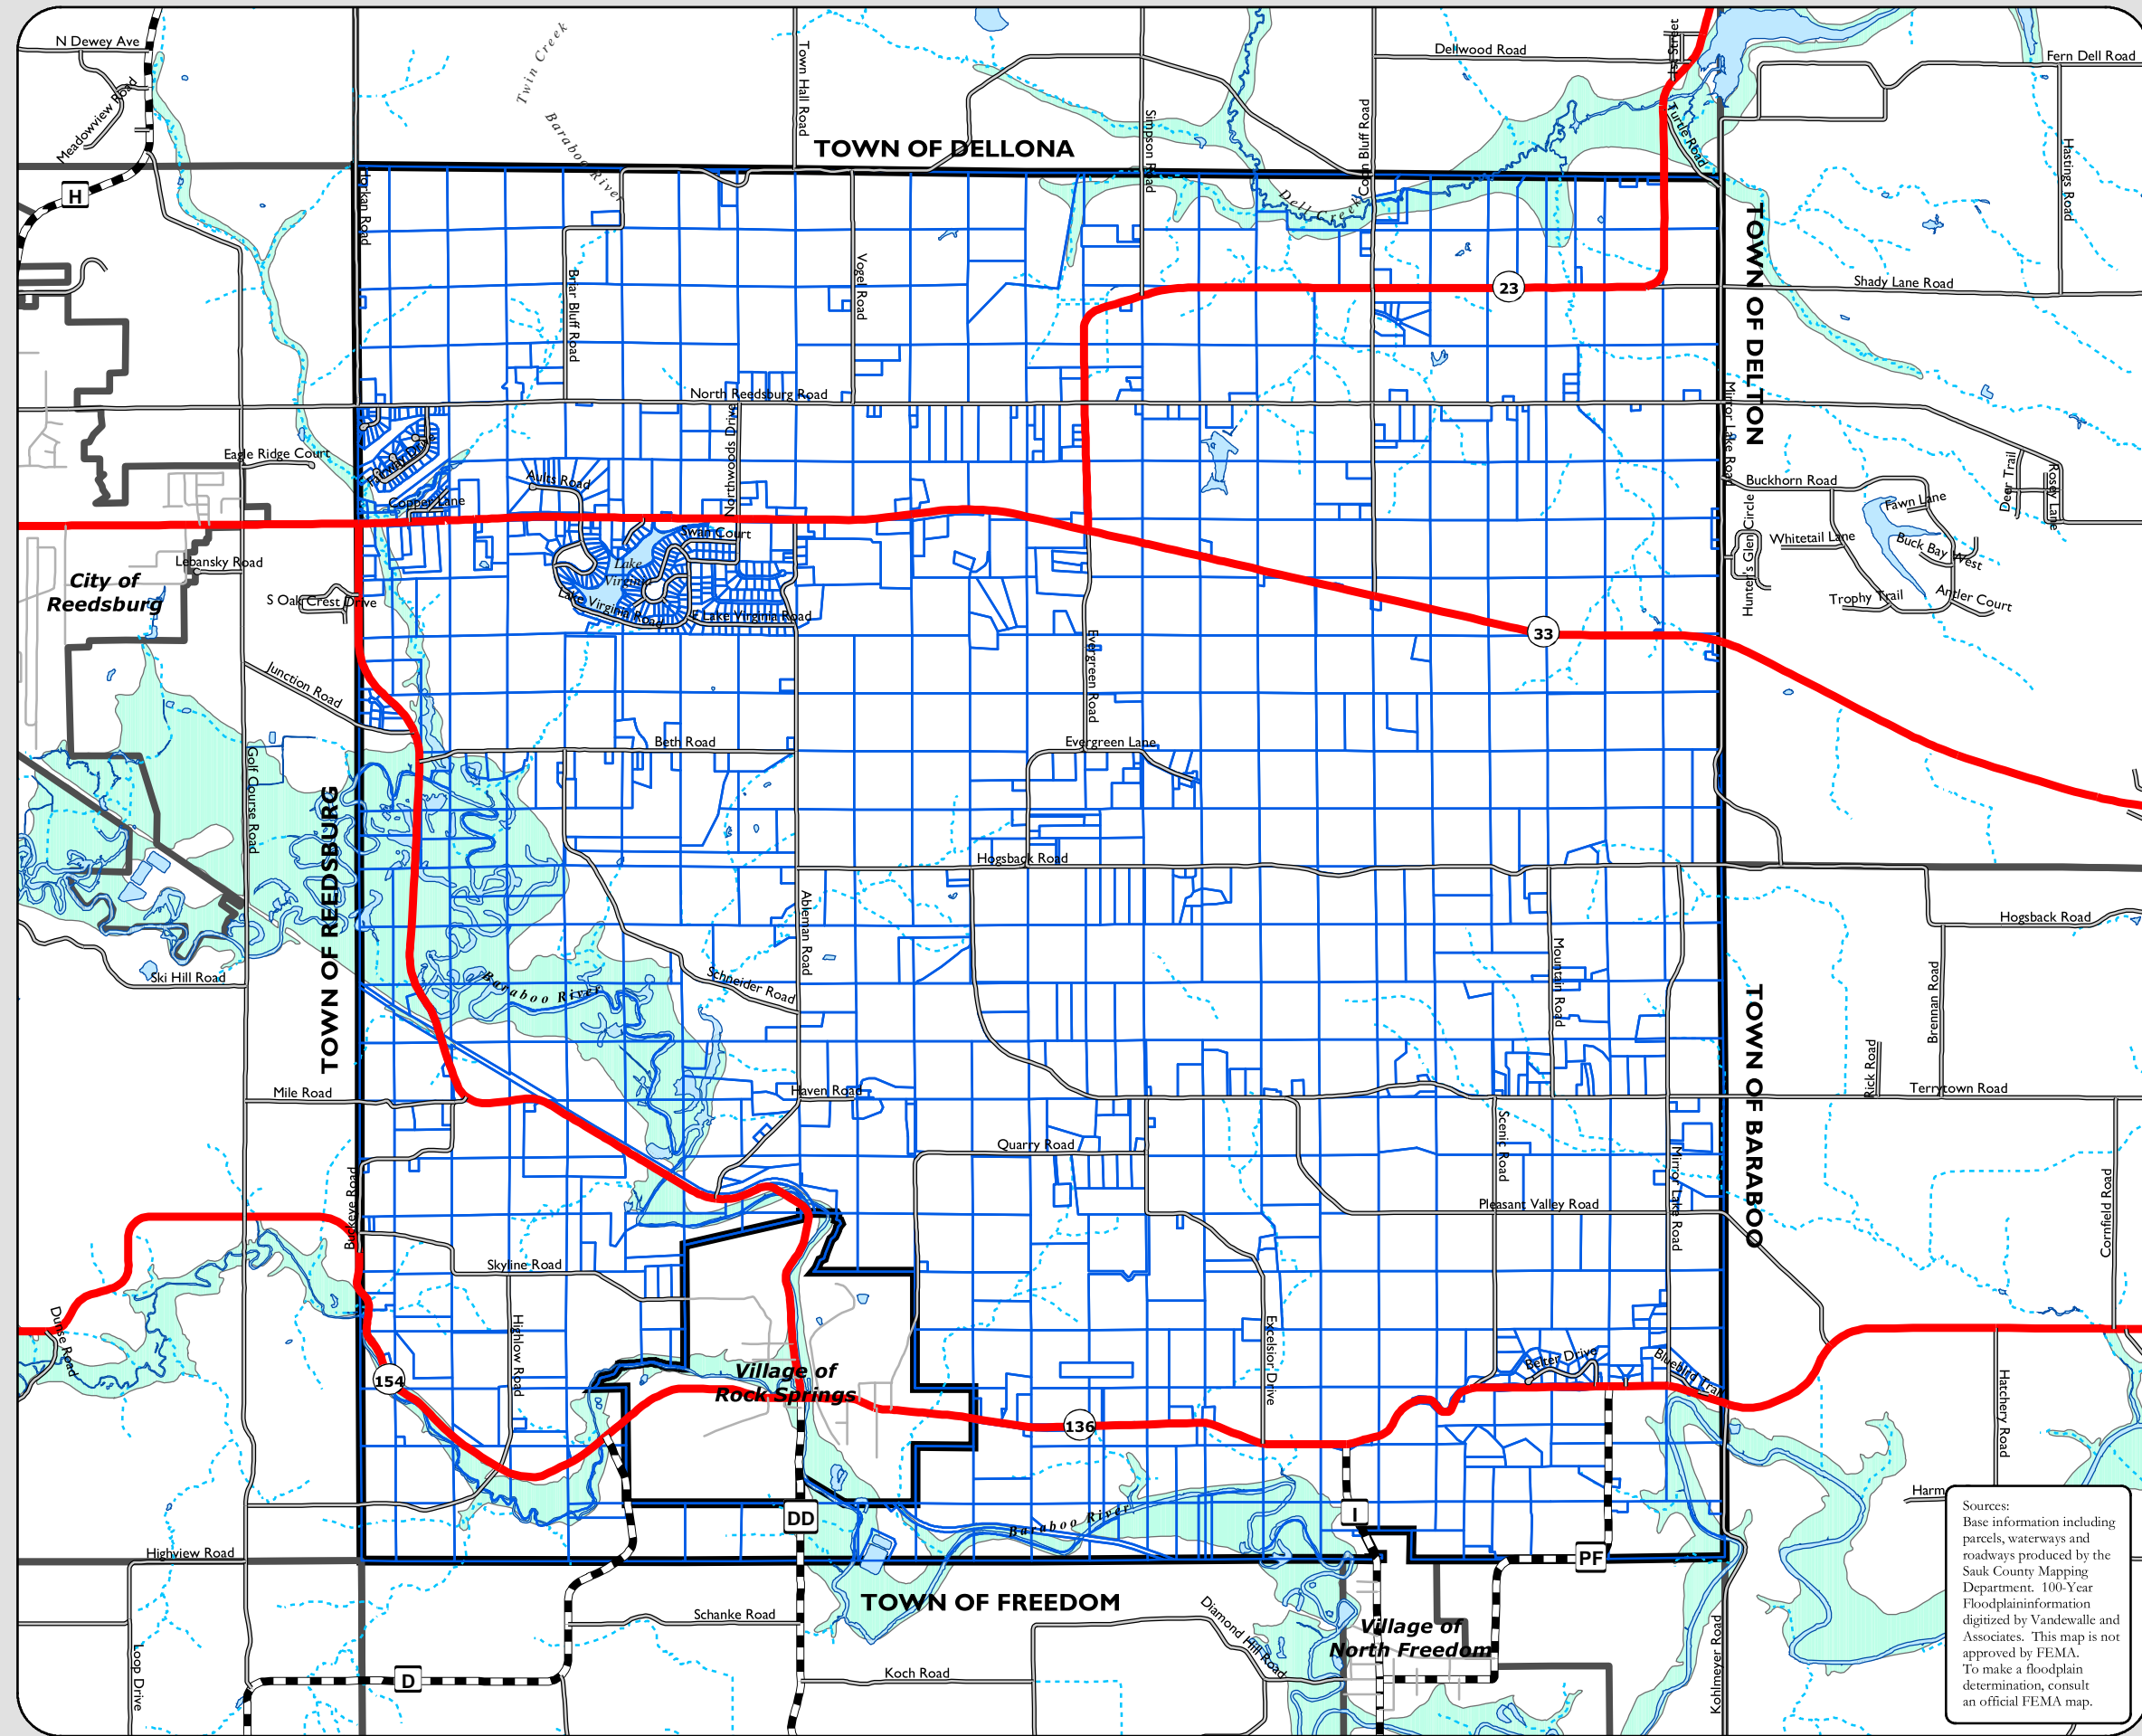 N Dewey Ave
Meadowview Road
H
Twin Creek
Baraboo River
Town Hall Road
TOWN OF DELLONA
Simpson Road
Coon Bluff Road
Dell Creek
Dellwood Road
1st Street
Turtle Road
Fern Dell Road
Hastings Road
TOWN OF DELTON
Shady Lane Road
23
Briar Bluff Road
Vogel Road
North Reedsburg Road
Northwoods Drive
Mirror Lake Road
Eagle Ridge Court
Copper Lane
Aults Road
Swan Court
Lake
Virginia
Lake Virginia Road
E Lake Virginia Road
Buckhorn Road
Fawn Lane
Deer Trail
Rosey Lane
Hunter's Glen Circle
Whitetail Lane
Buck Bay West
Trophy Trail
Antler Court
Lebansky Road
City of
Reedsburg
S Oak Crest Drive
Junction Road
33
Evergreen Road
Beth Road
Evergreen Lane
Golf Course Road
TOWN OF REEDSBURG
Hogsback Road
Hogsback Road
Ableman Road
Mountain Road
Ski Hill Road
Baraboo River
Schneider Road
TOWN OF BARABOO
Brennan Road
Rick Road
Terrytown Road
Mile Road
Haven Road
Quarry Road
Scenic Road
Mirror Lake Road
Pleasant Valley Road
Cornfield Road
Buckeye Road
Skyline Road
Highlow Road
Durse Road
154
Village of
Rock Springs
136
Excelsior Drive
Belter Drive
Bluebird Trail
Hatchery Road
Harm
DD
I
PF
Baraboo River
Highview Road
TOWN OF FREEDOM
Schanke Road
Diamond Hill Road
Village of
North Freedom
Kohlmeyer Road
Loop Drive
D
Koch Road
Sources:
Base information including
parcels, waterways and
roadways produced by the
Sauk County Mapping
Department.  100-Year
Floodplaininformation
digitized by Vandewalle and
Associates.  This map is not
approved by FEMA.
To make a floodplain
determination, consult
an official FEMA map.